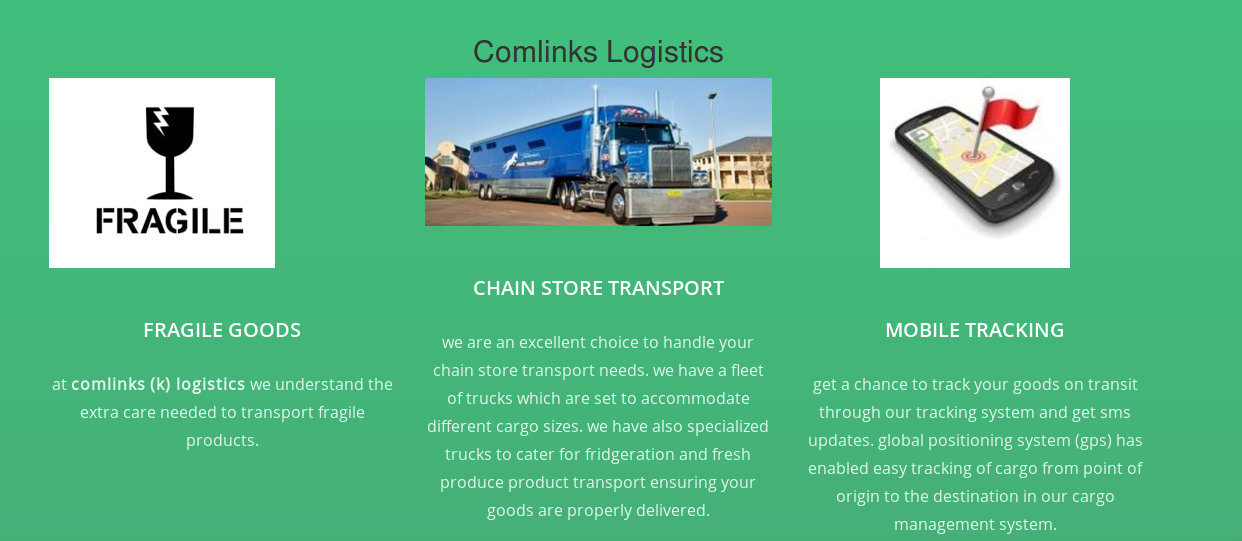 Comlinks Logistics
FRAGILE
FRAGILE GOODS
at comlinks (k) logistics we understand the
extra care needed to transport fragile
products.
CHAIN STORE TRANSPORT
we are an excellent choice to handle your
chain store transport needs. we have a fleet
of trucks which are set to accommodate
different cargo sizes. we have also specialized
trucks to cater for fridgeration and fresh
produce product transport ensuring your
goods are properly delivered.
MOBILE TRACKING
get a chance to track your goods on transit
through our tracking system and get sms
updates. global positioning system (gps) has
enabled easy tracking of cargo from point of
origin to the destination in our cargo
management system.